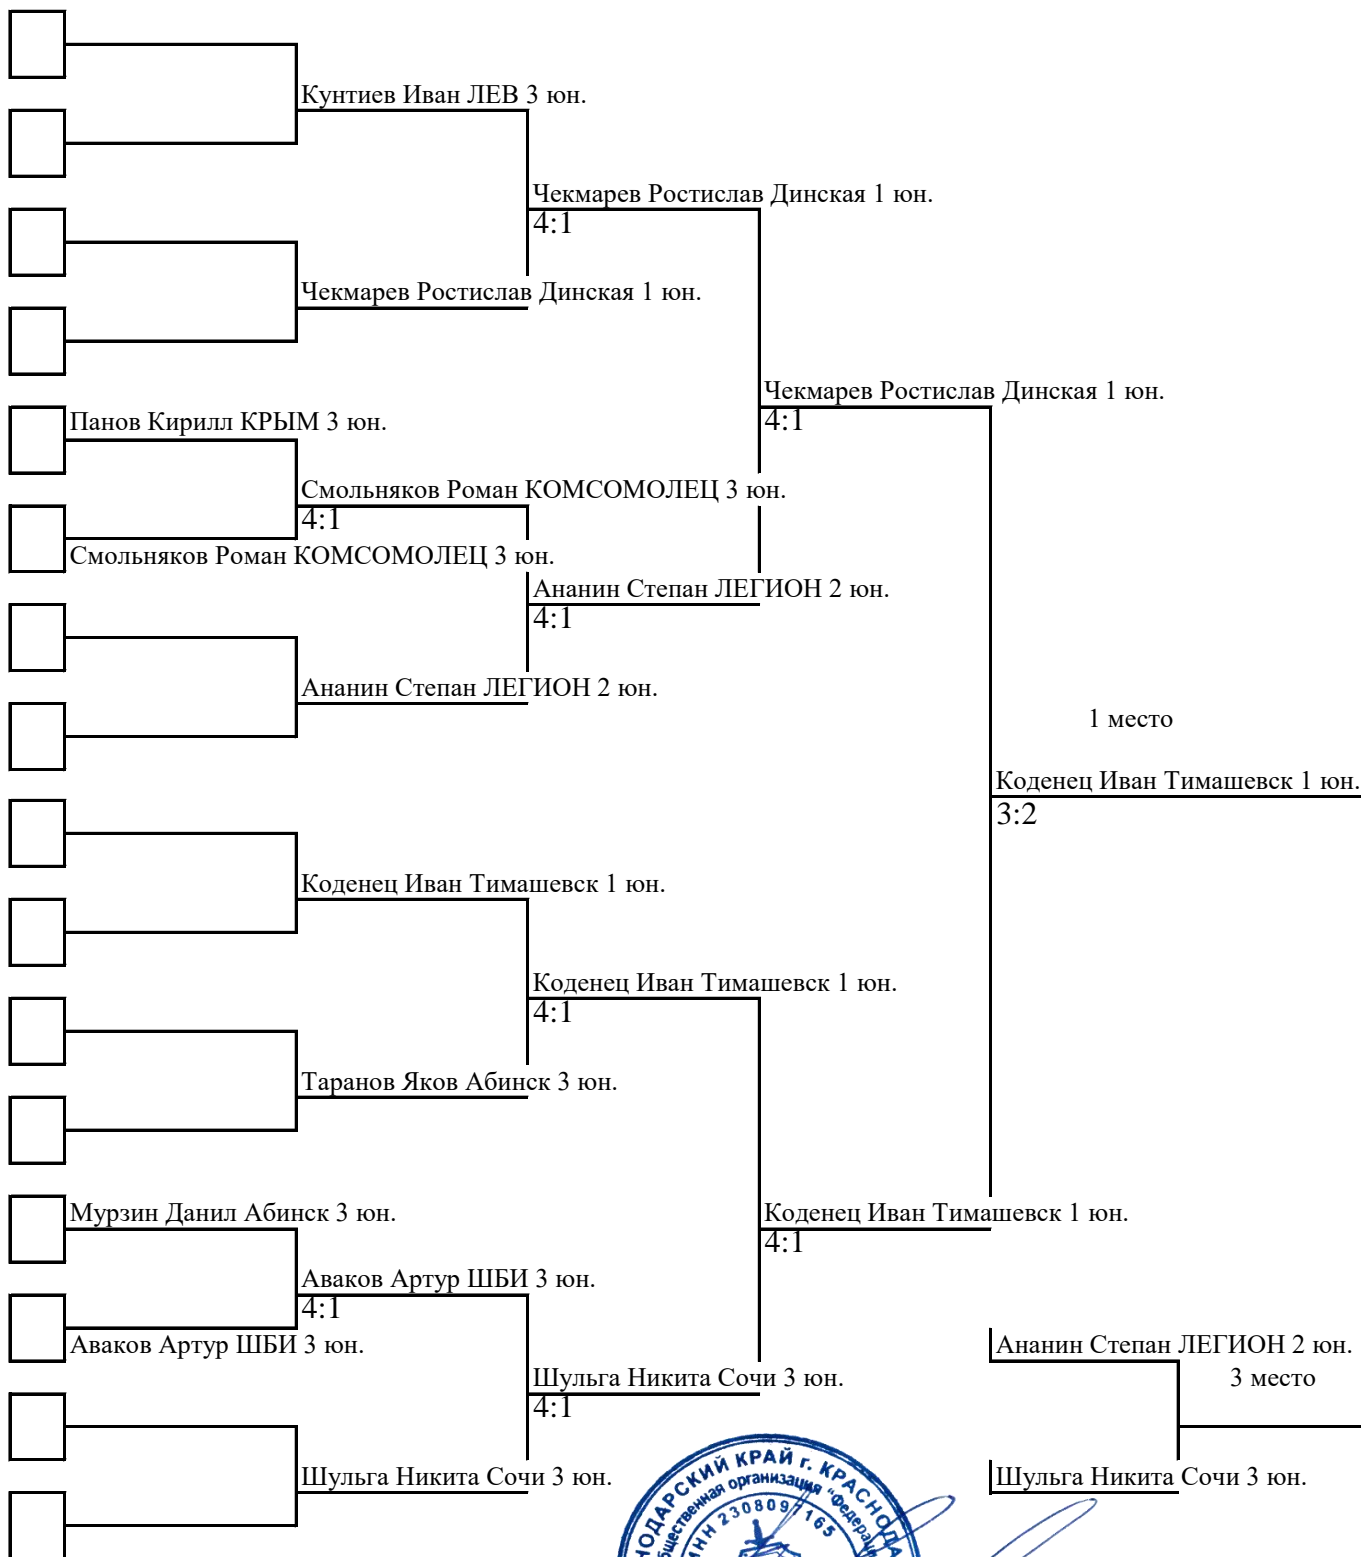 Кунтиев Иван ЛЕВ 3 юн.
Чекмарев Ростислав Динская 1 юн.
4:1
Чекмарев Ростислав Динская 1 юн.
Чекмарев Ростислав Динская 1 юн.
4:1
Панов Кирилл КРЫМ 3 юн.
Смольняков Роман КОМСОМОЛЕЦ 3 юн.
4:1
Смольняков Роман КОМСОМОЛЕЦ 3 юн.
Ананин Степан ЛЕГИОН 2 юн.
4:1
Ананин Степан ЛЕГИОН 2 юн.
1 место
Коденец Иван Тимашевск 1 юн.
3:2
Коденец Иван Тимашевск 1 юн.
Коденец Иван Тимашевск 1 юн.
4:1
Таранов Яков Абинск 3 юн.
Мурзин Данил Абинск 3 юн.
Коденец Иван Тимашевск 1 юн.
4:1
Аваков Артур ШБИ 3 юн.
4:1
Аваков Артур ШБИ 3 юн.
Ананин Степан ЛЕГИОН 2 юн.
3 место
Шульга Никита Сочи 3 юн.
4:1
Шульга Никита Сочи 3 юн.
Шульга Никита Сочи 3 юн.
КРАЙ г.
организация
ИНН 2308097165